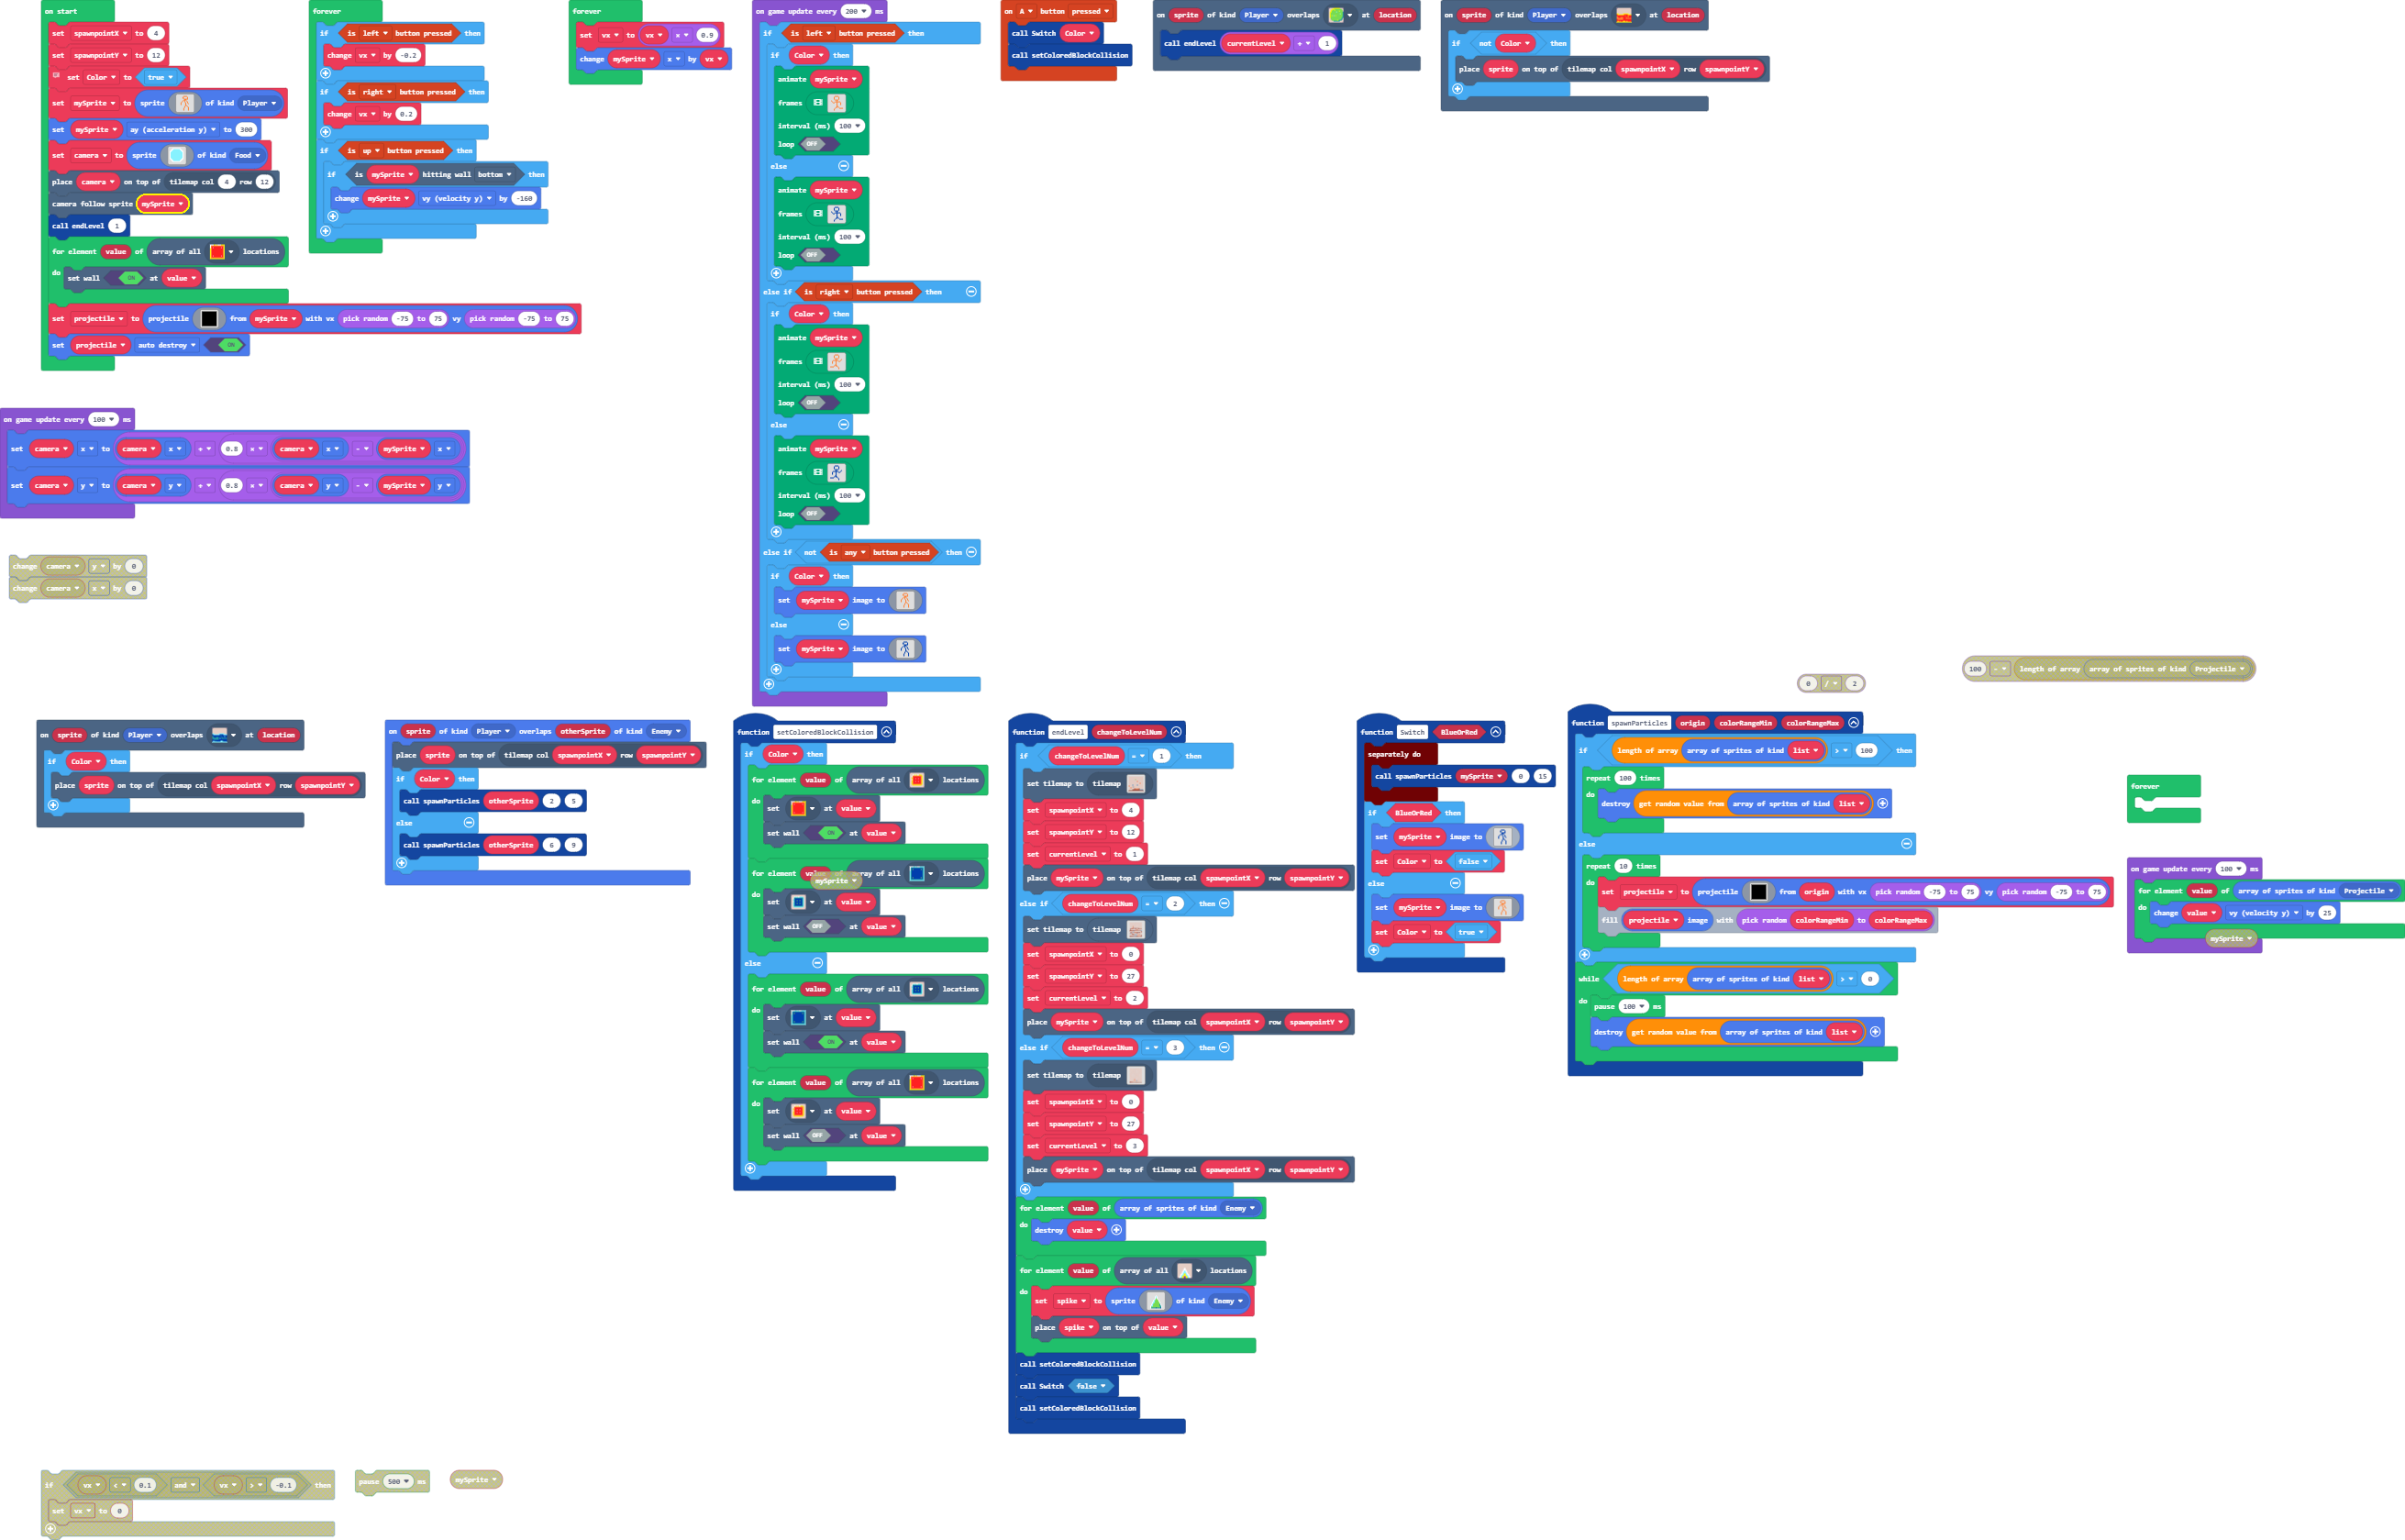 on start
set spawnpointX to 4
set spawnpointY to 12
set Color to true
set mySprite to sprite of kind Player
set mySprite ay (acceleration y) to 300
set camera to sprite of kind Food
place camera on top of tilemap col 4 row 12
camera follow sprite mySprite
call endLevel 1
for element value of array of all locations
do set wall ON at value
set projectile to projectile from mySprite with vx pick random -75 to 75 vy pick random -75 to 75
set projectile auto destroy ON
forever
if is left button pressed then
change vx by -0.2
if is right button pressed then
change vx by 0.2
if is up button pressed then
if is mySprite hitting wall bottom then
change mySprite vy (velocity y) by -160
forever
set vx to vx × 0.9
change mySprite x by vx
on game update every 200 ms
if is left button pressed then
if Color then
animate mySprite
frames
interval (ms) 100
loop OFF
else
animate mySprite
frames
interval (ms) 100
loop OFF
else if is right button pressed then
if Color then
animate mySprite
frames
interval (ms) 100
loop OFF
else
animate mySprite
frames
interval (ms) 100
loop OFF
else if not is any button pressed then
if Color then
set mySprite image to
else
set mySprite image to
on A button pressed
call Switch Color
call setColoredBlockCollision
on sprite of kind Player overlaps at location
call endLevel currentLevel + 1
on sprite of kind Player overlaps at location
if not Color then
place sprite on top of tilemap col spawnpointX row spawnpointY
on game update every 100 ms
set camera x to camera x + 0.8 × camera x - mySprite x
set camera y to camera y + 0.8 × camera y - mySprite y
change camera y by 0
change camera x by 0
0 / 2
100 - length of array array of sprites of kind Projectile
on sprite of kind Player overlaps at location
if Color then
place sprite on top of tilemap col spawnpointX row spawnpointY
on sprite of kind Player overlaps otherSprite of kind Enemy
place sprite on top of tilemap col spawnpointX row spawnpointY
if Color then
call spawnParticles otherSprite 2 5
else
call spawnParticles otherSprite 6 9
function setColoredBlockCollision
if Color then
for element value of array of all locations
do set at value
set wall ON at value
for element array of all locations
mySprite
do set at value
set wall OFF at value
else
for element value of array of all locations
do set at value
set wall ON at value
for element value of array of all locations
do set at value
set wall OFF at value
function endLevel changeToLevelNum
if changeToLevelNum = 1 then
set tilemap to tilemap
set spawnpointX to 4
set spawnpointY to 12
set currentLevel to 1
place mySprite on top of tilemap col spawnpointX row spawnpointY
else if changeToLevelNum = 2 then
set tilemap to tilemap
set spawnpointX to 0
set spawnpointY to 27
set currentLevel to 2
place mySprite on top of tilemap col spawnpointX row spawnpointY
else if changeToLevelNum = 3 then
set tilemap to tilemap
set spawnpointX to 0
set spawnpointY to 27
set currentLevel to 3
place mySprite on top of tilemap col spawnpointX row spawnpointY
for element value of array of sprites of kind Enemy
do destroy value
for element value of array of all locations
do set spike to sprite of kind Enemy
place spike on top of value
call setColoredBlockCollision
call Switch false
call setColoredBlockCollision
function Switch BlueOrRed
separately do
call spawnParticles mySprite 0 15
if BlueOrRed then
set mySprite image to
set Color to false
else
set mySprite image to
set Color to true
function spawnParticles origin colorRangeMin colorRangeMax
if length of array array of sprites of kind list > 100 then
repeat 100 times
do destroy get random value from array of sprites of kind list
else
repeat 10 times
do set projectile to projectile from origin with vx pick random -75 to 75 vy pick random -75 to 75
fill projectile image with pick random colorRangeMin to colorRangeMax
while length of array array of sprites of kind list > 0
do pause 100 ms
destroy get random value from array of sprites of kind list
forever
on game update every 100 ms
for element value of array of sprites of kind Projectile
do change value vy (velocity y) by 25
mySprite
if vx < 0.1 and vx > -0.1 then
set vx to 0
pause 500 ms
mySprite